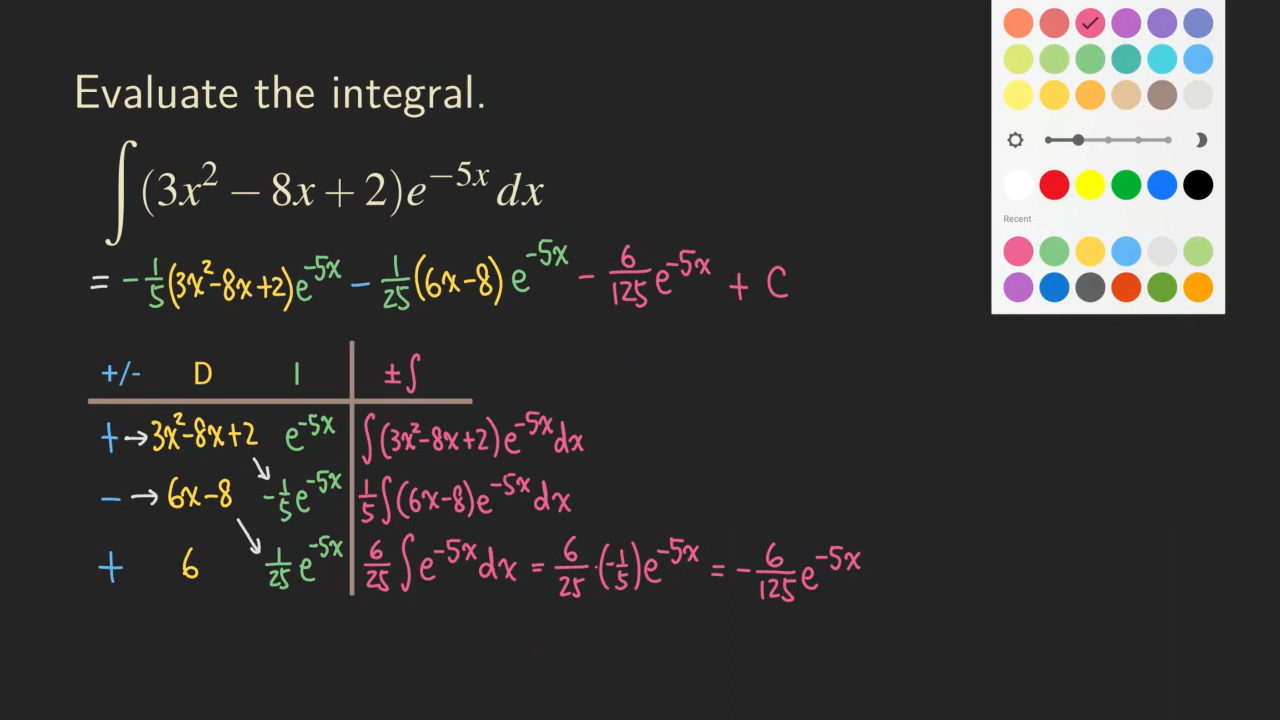 Evaluate the integral.
∫(3x² − 8x + 2)e^{−5x} dx
= −1/5(3x²−8x+2)e^{−5x} − 1/25(6x−8)e^{−5x} − 6/125 e^{−5x} + C
+/− D I ±∫
+ → 3x²−8x+2 e^{−5x} ∫(3x²−8x+2)e^{−5x}dx
− → 6x−8 −1/5 e^{−5x} 1/5∫(6x−8)e^{−5x}dx
+ 6 1/25 e^{−5x} 6/25∫e^{−5x}dx = 6/25·(−1/5)e^{−5x} = −6/125 e^{−5x}
Recent